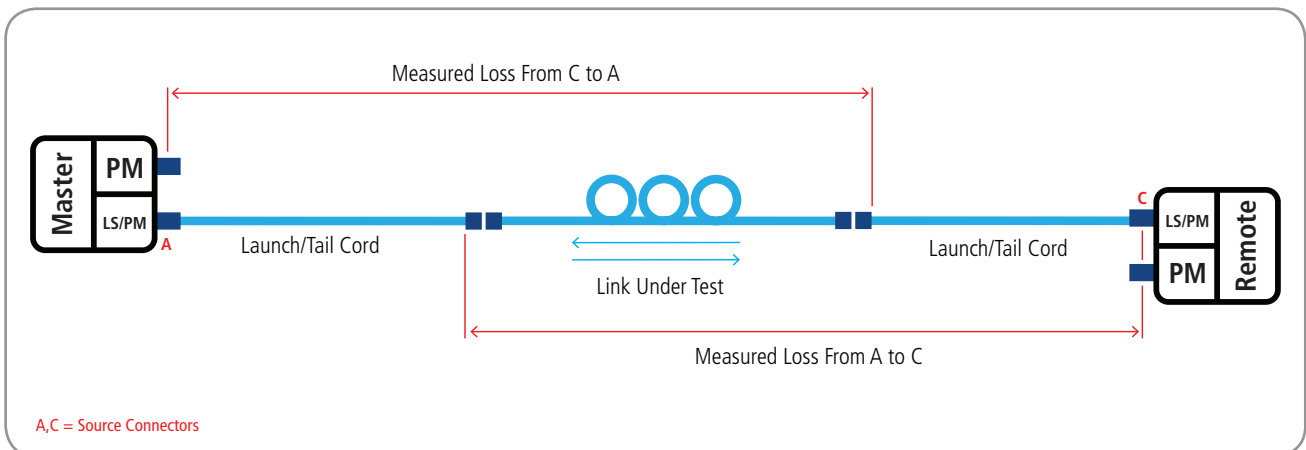 Measured Loss From C to A
Master
PM
LS/PM
A
Launch/Tail Cord
Link Under Test
Launch/Tail Cord
C
LS/PM
PM
Remote
Measured Loss From A to C
A,C = Source Connectors